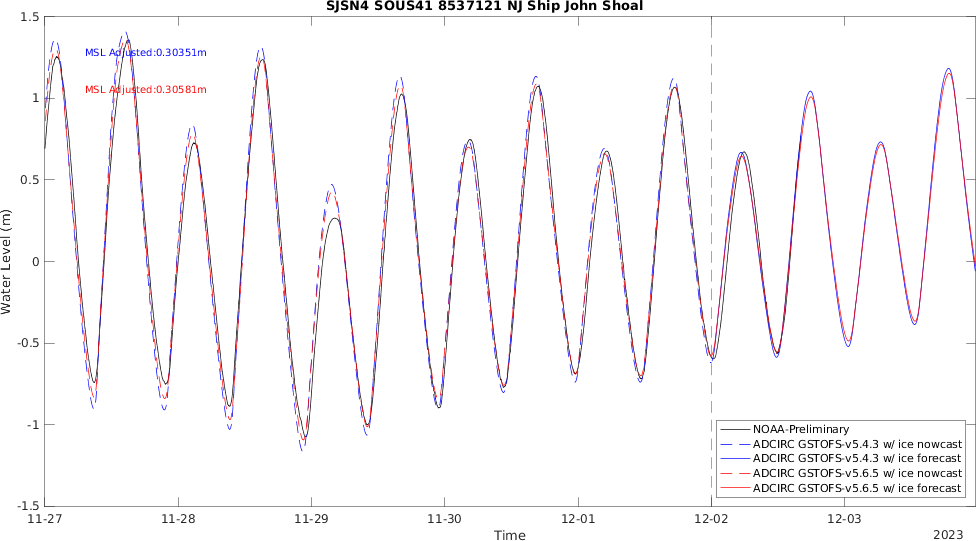 SJSN4 SOUS41 8537121 NJ Ship John Shoal
MSL Adjusted:0.30351m
MSL Adjusted:0.30581m
Water Level (m)
1.5
1
0.5
0
-0.5
-1
-1.5
NOAA-Preliminary
ADCIRC GSTOFS-v5.4.3 w/ ice nowcast
ADCIRC GSTOFS-v5.4.3 w/ ice forecast
ADCIRC GSTOFS-v5.6.5 w/ ice nowcast
ADCIRC GSTOFS-v5.6.5 w/ ice forecast
11-27 11-28 11-29 11-30 12-01 12-02 12-03
Time
2023